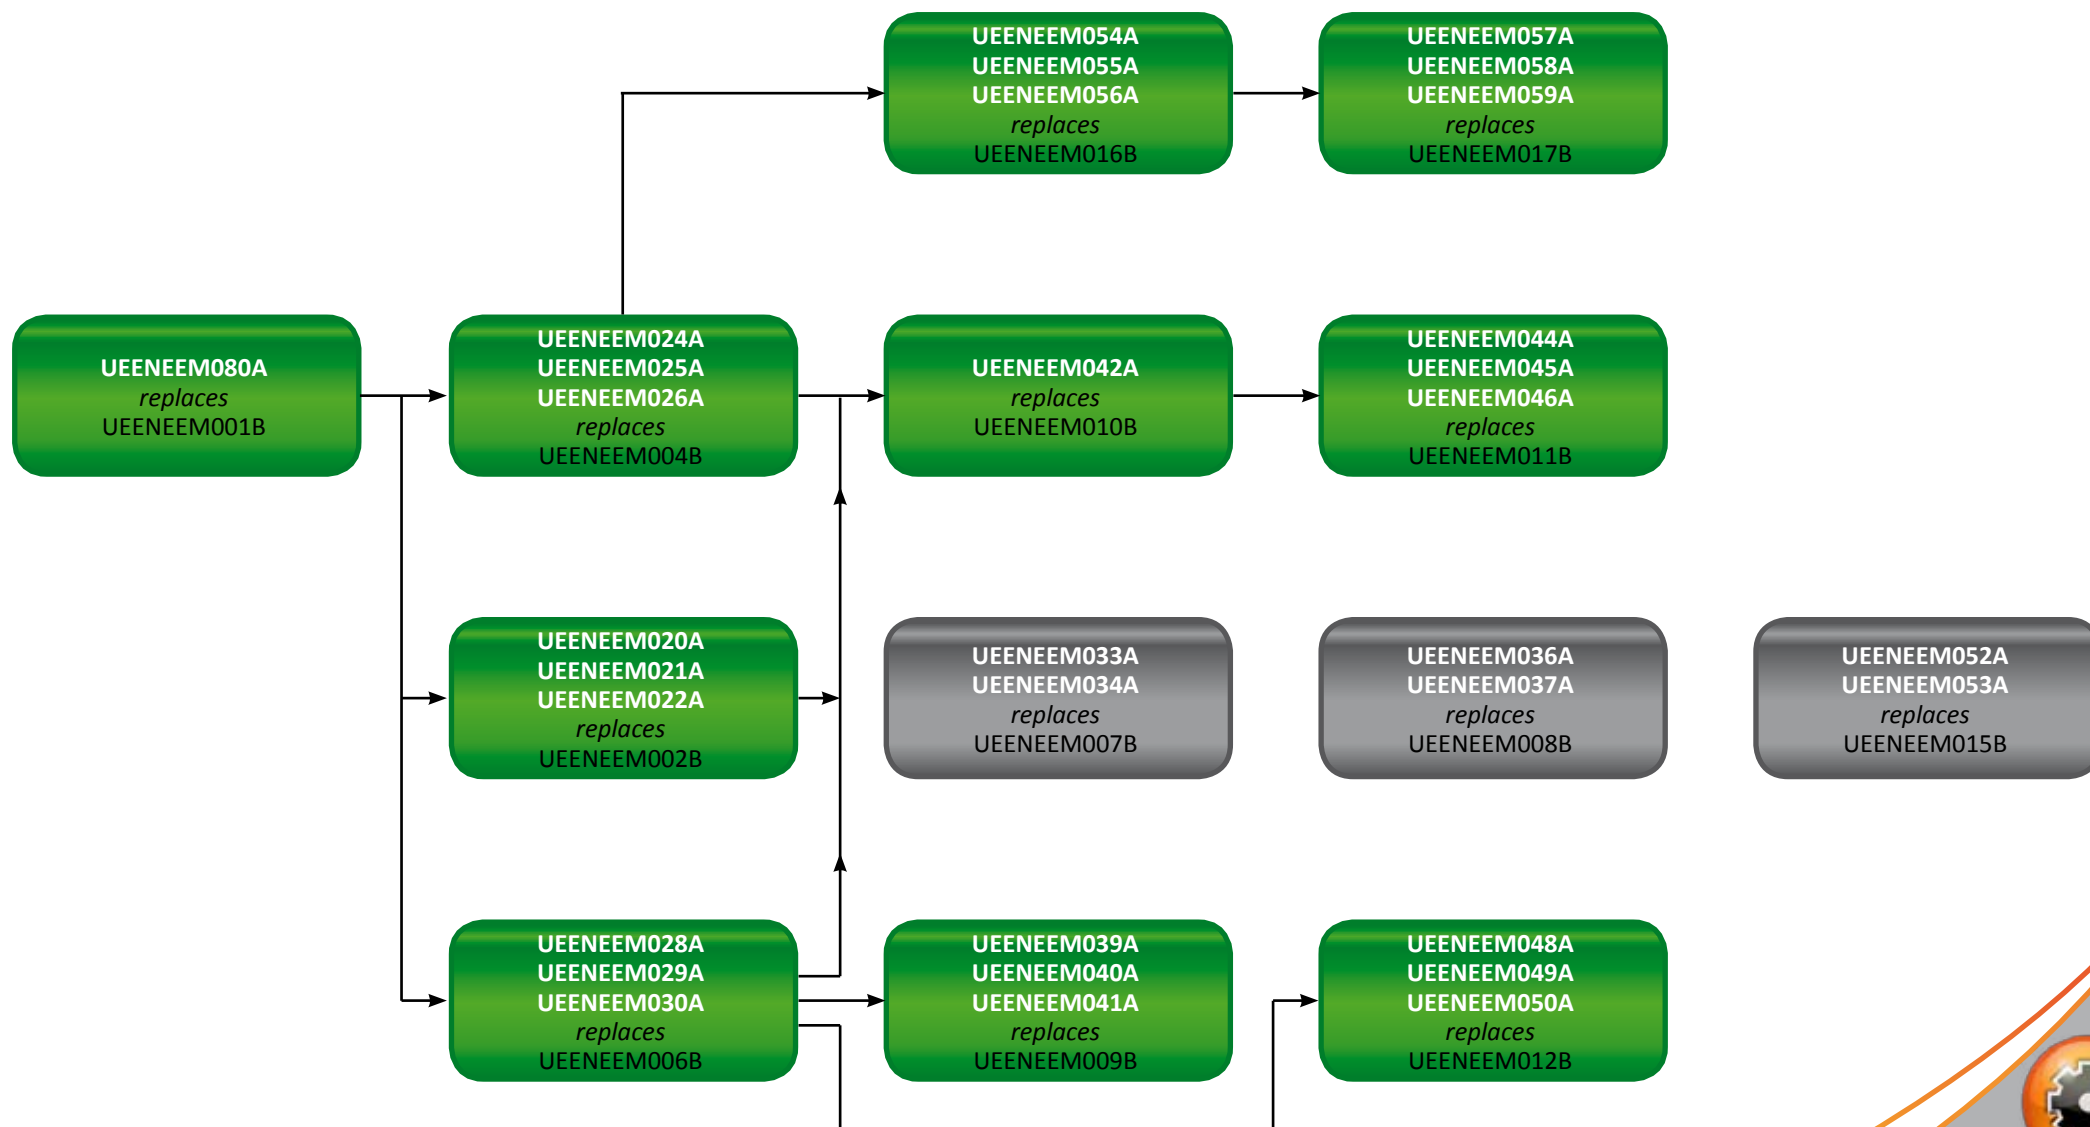 UEENEEM054A
UEENEEM055A
UEENEEM056A
replaces
UEENEEM016B
UEENEEM057A
UEENEEM058A
UEENEEM059A
replaces
UEENEEM017B
UEENEEM080A
replaces
UEENEEM001B
UEENEEM024A
UEENEEM025A
UEENEEM026A
replaces
UEENEEM004B
UEENEEM042A
replaces
UEENEEM010B
UEENEEM044A
UEENEEM045A
UEENEEM046A
replaces
UEENEEM011B
UEENEEM020A
UEENEEM021A
UEENEEM022A
replaces
UEENEEM002B
UEENEEM033A
UEENEEM034A
replaces
UEENEEM007B
UEENEEM036A
UEENEEM037A
replaces
UEENEEM008B
UEENEEM052A
UEENEEM053A
replaces
UEENEEM015B
UEENEEM028A
UEENEEM029A
UEENEEM030A
replaces
UEENEEM006B
UEENEEM039A
UEENEEM040A
UEENEEM041A
replaces
UEENEEM009B
UEENEEM048A
UEENEEM049A
UEENEEM050A
replaces
UEENEEM012B